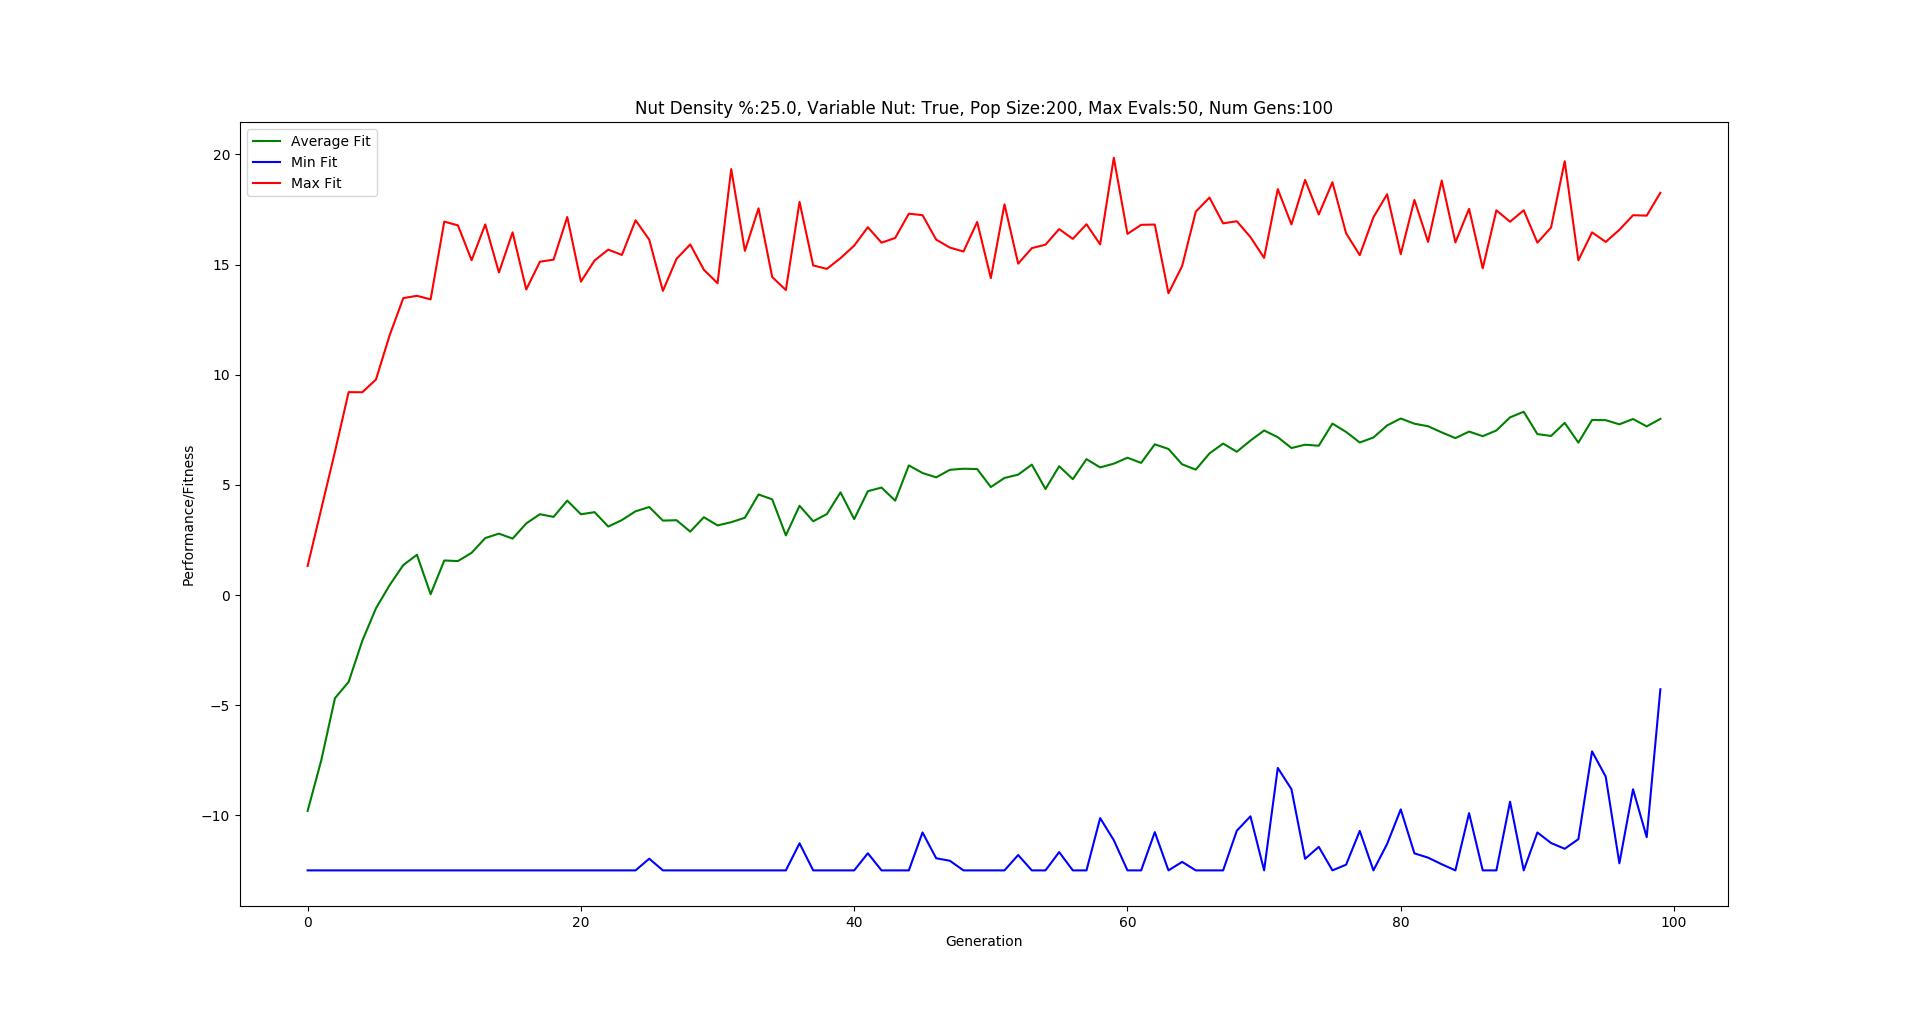 Nut Density %:25.0, Variable Nut: True, Pop Size:200, Max Evals:50, Num Gens:100
Average Fit
Min Fit
Max Fit
20
15
10
5
0
−5
−10
Performance/Fitness
0 20 40 60 80 100
Generation